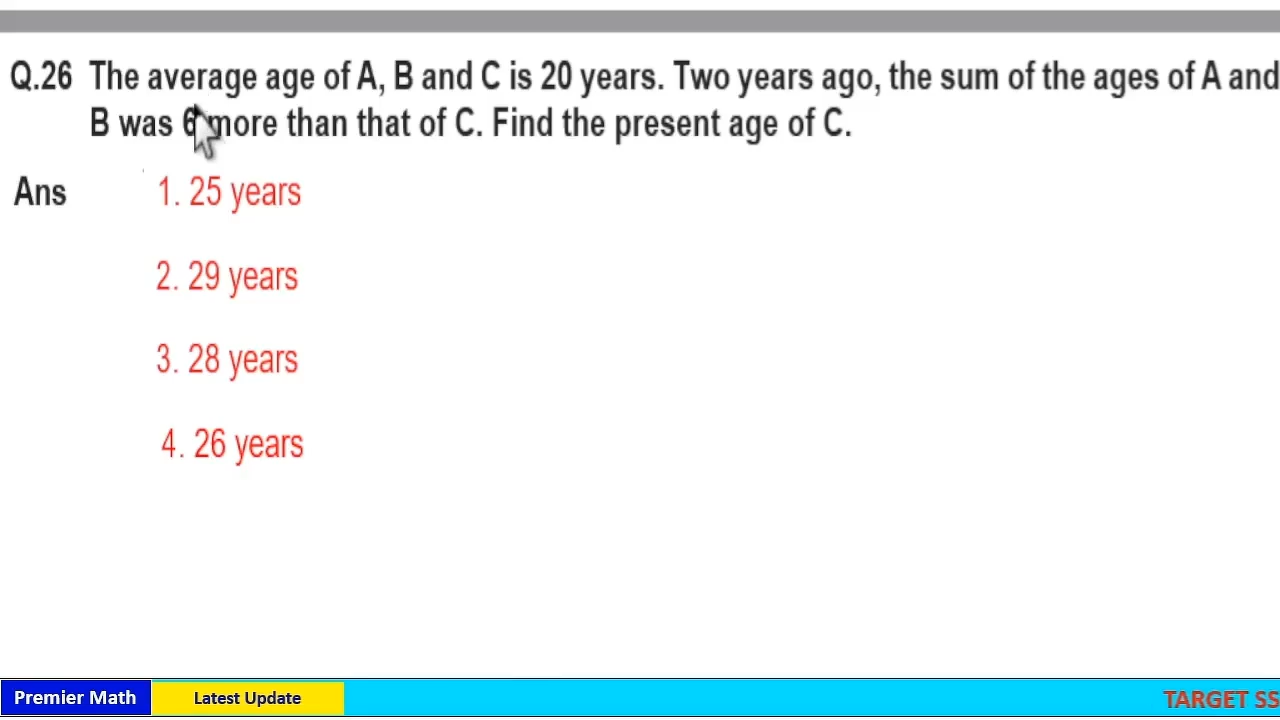 Q.26 The average age of A, B and C is 20 years. Two years ago, the sum of the ages of A and
B was 6 more than that of C. Find the present age of C.
Ans
1. 25 years
2. 29 years
3. 28 years
4. 26 years
Premier Math
Latest Update
TARGET SS